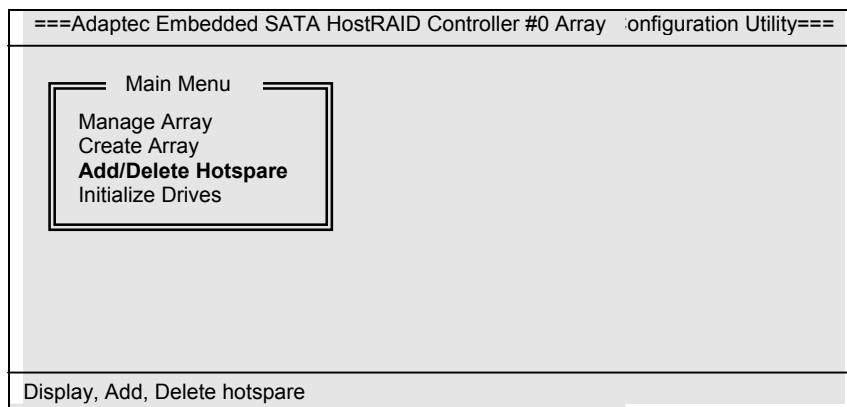 ===Adaptec Embedded SATA HostRAID Controller #0 Array Configuration Utility===
Main Menu
Manage Array
Create Array
Add/Delete Hotspare
Initialize Drives
Display, Add, Delete hotspare